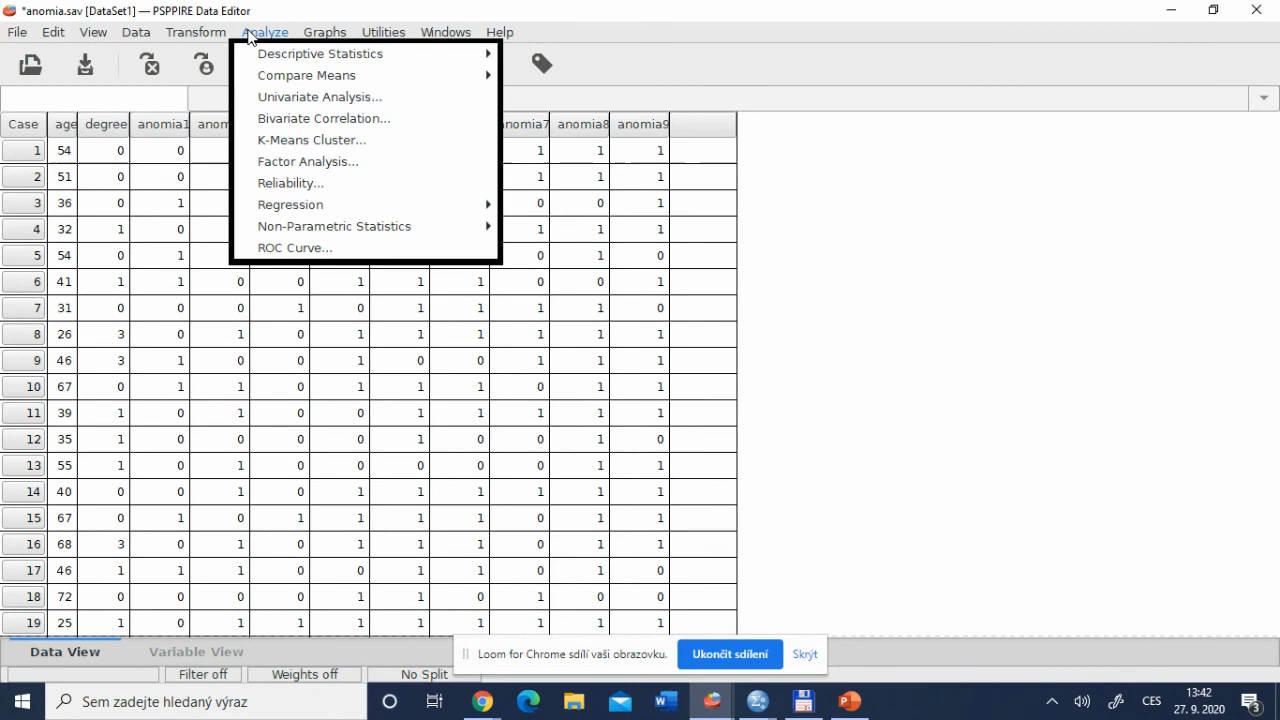 *anomia.sav [DataSet1] — PSPPIRE Data Editor
File Edit View Data Transform Analyze Graphs Utilities Windows Help
Descriptive Statistics
Compare Means
Univariate Analysis...
Bivariate Correlation...
K-Means Cluster...
Factor Analysis...
Reliability...
Regression
Non-Parametric Statistics
ROC Curve...
Case age degree anomia1 anom nomia7 anomia8 anomia9
1 54 0 0 1 1 1
2 51 0 0 1 1 1
3 36 0 1 0 0 1
4 32 1 0 1 1 1
5 54 0 1 0 1 0
6 41 1 1 0 0 1 1 1 0 0 1
7 31 0 0 0 1 0 1 1 1 1 0
8 26 3 0 1 0 1 1 1 1 1 1
9 46 3 1 0 0 1 0 0 1 1 1
10 67 0 1 1 0 1 1 1 0 1 1
11 39 1 0 1 0 0 1 1 1 1 1
12 35 1 0 0 0 0 1 0 0 1 0
13 55 1 0 1 0 0 0 0 0 1 1
14 40 0 0 1 0 1 1 1 1 1 1
15 67 0 1 0 1 1 1 1 0 1 1
16 68 3 0 1 0 1 1 1 0 1 1
17 46 1 1 1 0 0 1 1 0 1 0
18 72 0 0 0 0 1 1 0 1 0 0
19 25 1 0 1 1 1 1 1 1 1 1
Data View Variable View
Loom for Chrome sdílí vaši obrazovku. Ukončit sdílení Skrýt
Filter off Weights off No Split
Sem zadejte hledaný výraz
CES
13:42
27. 9. 2020
3